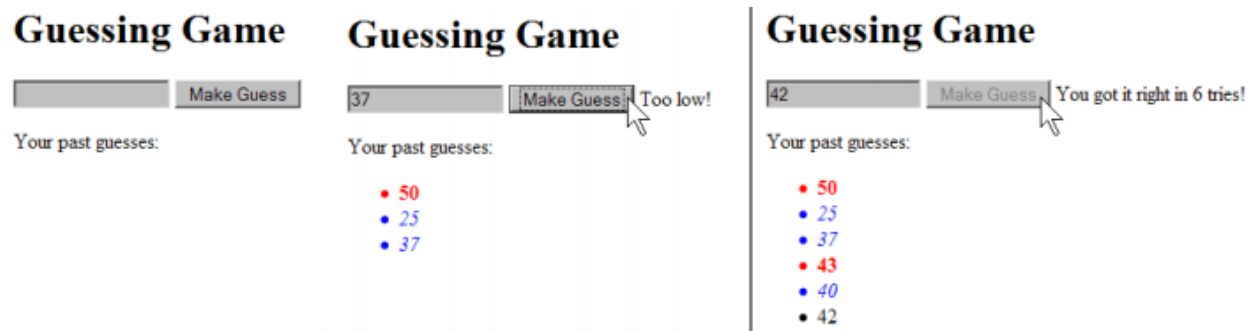 Guessing Game
Make Guess
Your past guesses:
Guessing Game
37 Make Guess Too low!
Your past guesses:
50
25
37
Guessing Game
42 Make Guess You got it right in 6 tries!
Your past guesses:
50
25
37
43
40
42